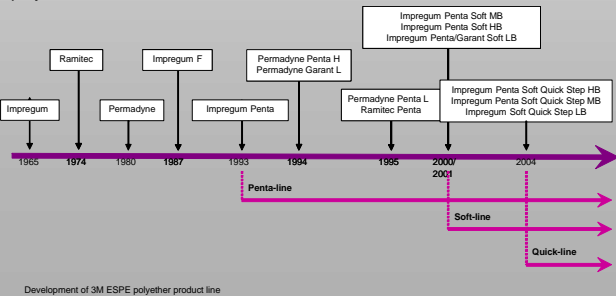 Impregum Penta Soft MB
Impregum Penta Soft HB
Impregum Penta/Garant Soft LB
Ramitec
Impregum F
Permadyne Penta H
Permadyne Garant L
Impregum Penta Soft Quick Step HB
Impregum Penta Soft Quick Step MB
Impregum Soft Quick Step LB
Impregum
Permadyne
Impregum Penta
Permadyne Penta L
Ramitec Penta
1965
1974
1980
1987
1993
1994
1995
2000/
2001
2004
Penta-line
Soft-line
Quick-line
Development of 3M ESPE polyether product line